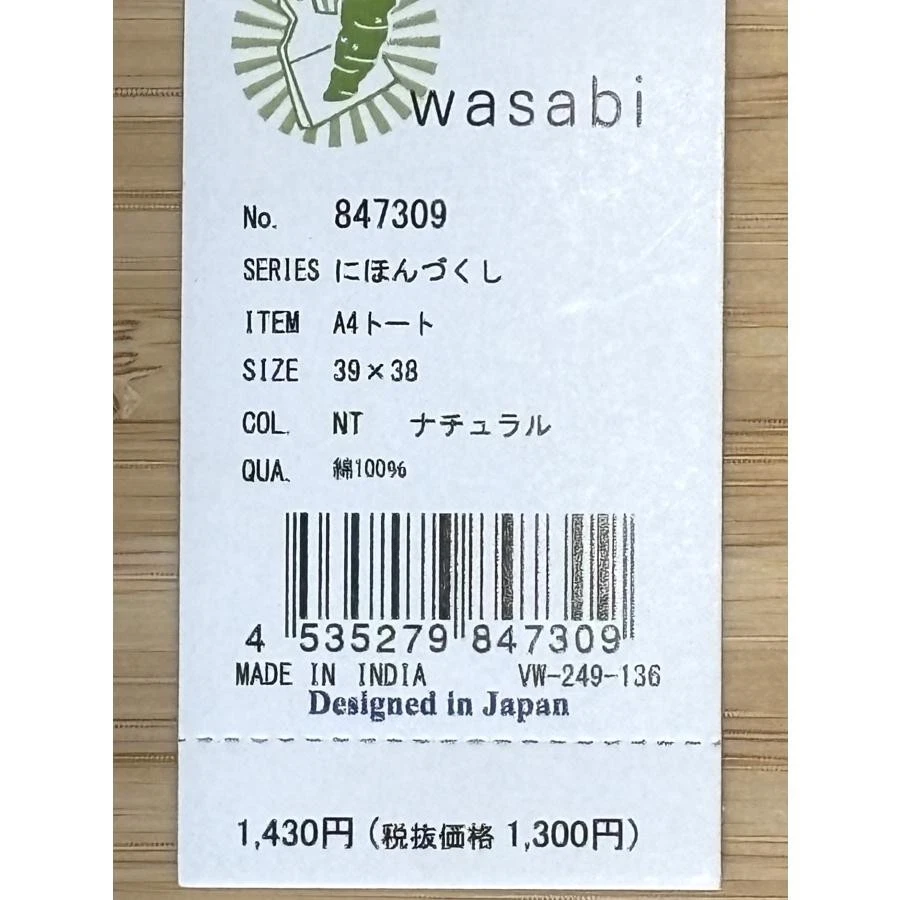 wasabi
No. 847309
SERIES にほんづくし
ITEM A4トート
SIZE 39×38
COL. NT ナチュラル
QUA. 綿100%
4 535279 847309
MADE IN INDIA VW-249-136
Designed in Japan
1,430円(税抜価格 1,300円)